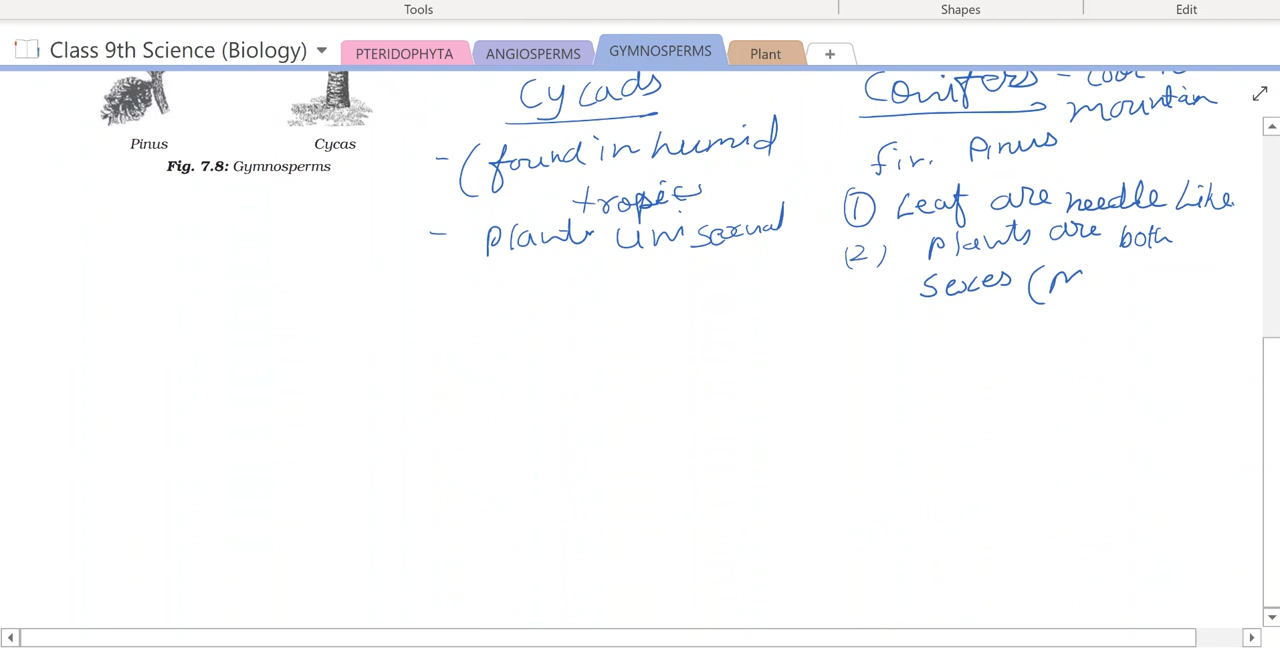 Tools Shapes Edit
Class 9th Science (Biology) PTERIDOPHYTA ANGIOSPERMS GYMNOSPERMS Plant +
Pinus Cycas
Fig. 7.8: Gymnosperms
Cycads
- (found in humid
tropics
- plants unisexual
Conifers -
mountain
fir. Pinus
① Leaf are needle Like
(2) plants are both
Sexes (